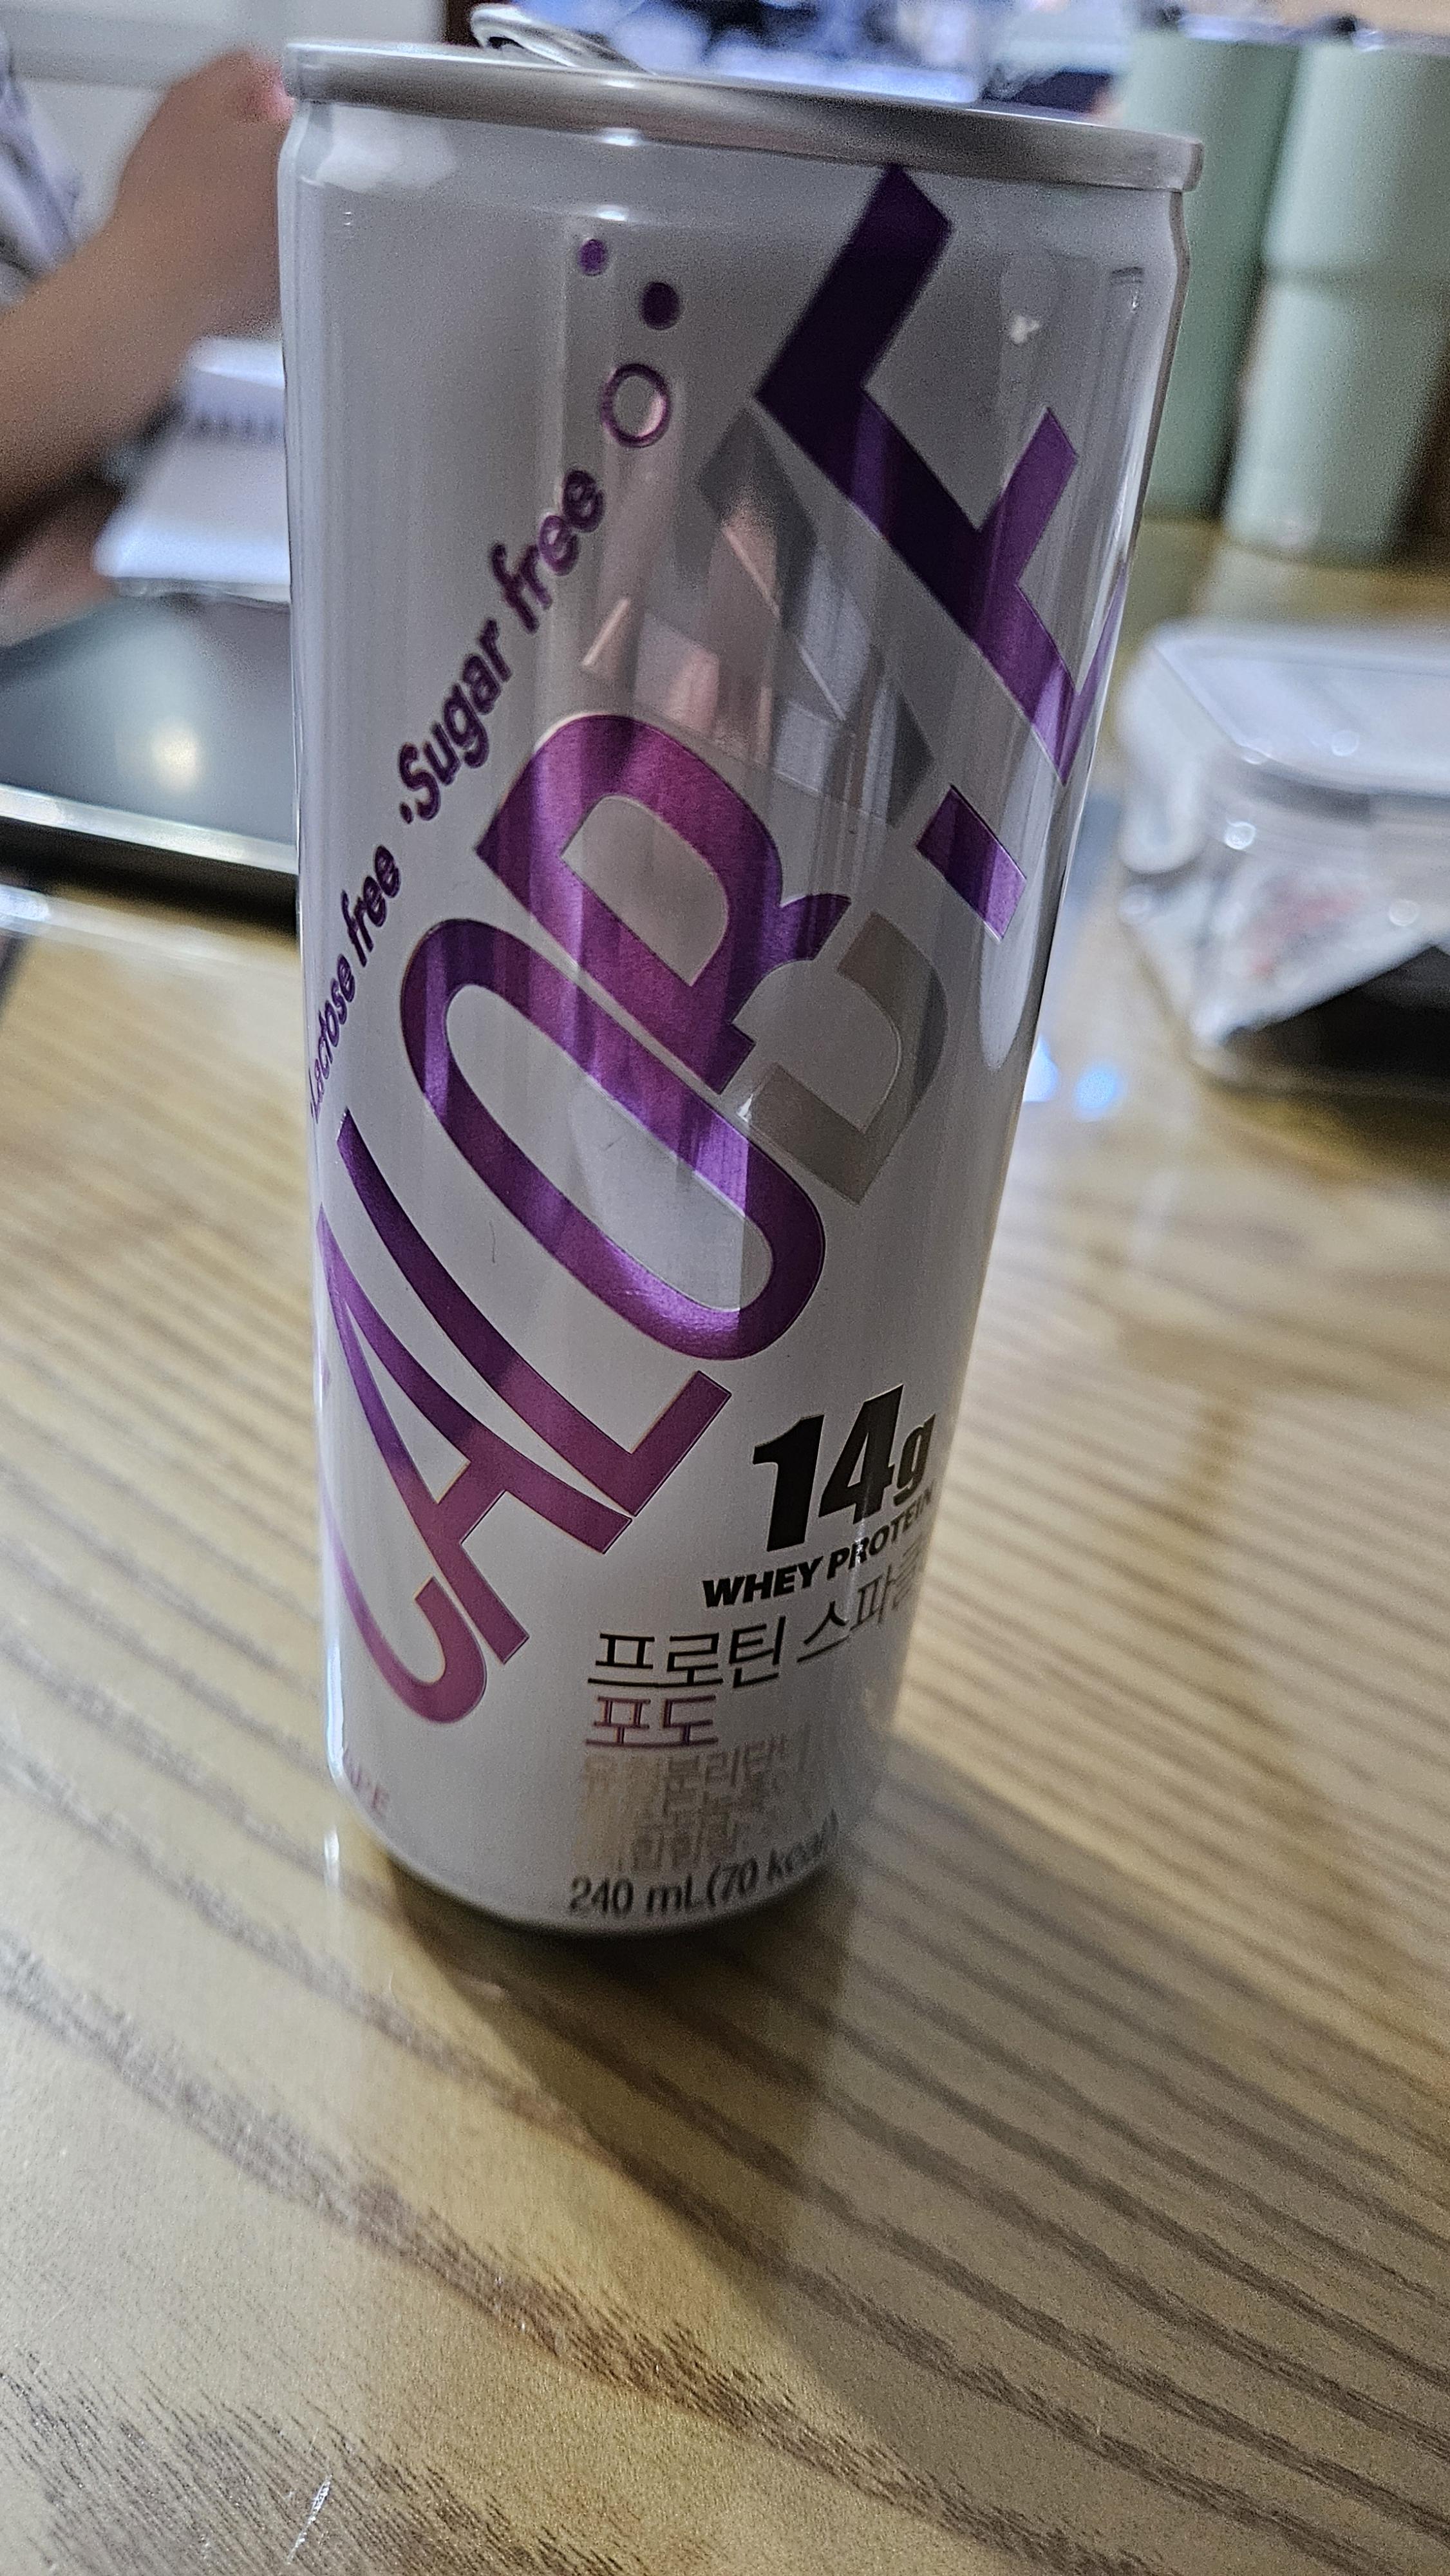 ·Lactose free ·Sugar free
CALOBYE
14g
WHEY PROTEIN
프로틴 스파클링
포도
240 mL (70 kcal)